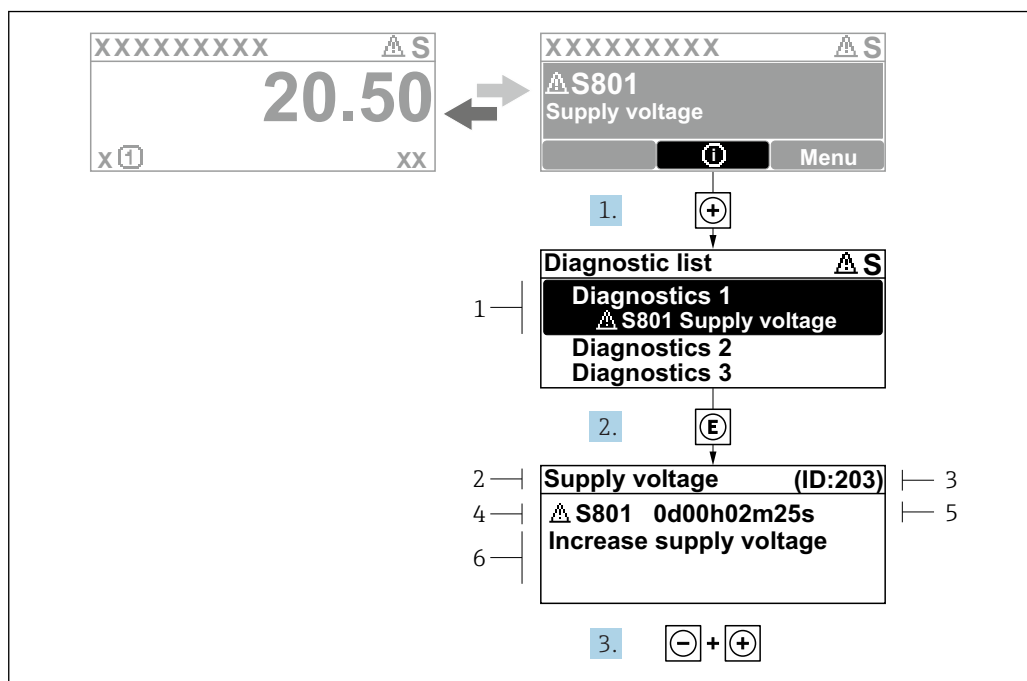 XXXXXXXXX ⚠ S
20.50
x 1 xx
XXXXXXXXX ⚠ S
⚠ S801
Supply voltage
i Menu
1. +
Diagnostic list ⚠ S
1
Diagnostics 1
⚠ S801 Supply voltage
Diagnostics 2
Diagnostics 3
2. E
2 Supply voltage (ID:203) 3
4 ⚠ S801 0d00h02m25s 5
6 Increase supply voltage
3. - + +